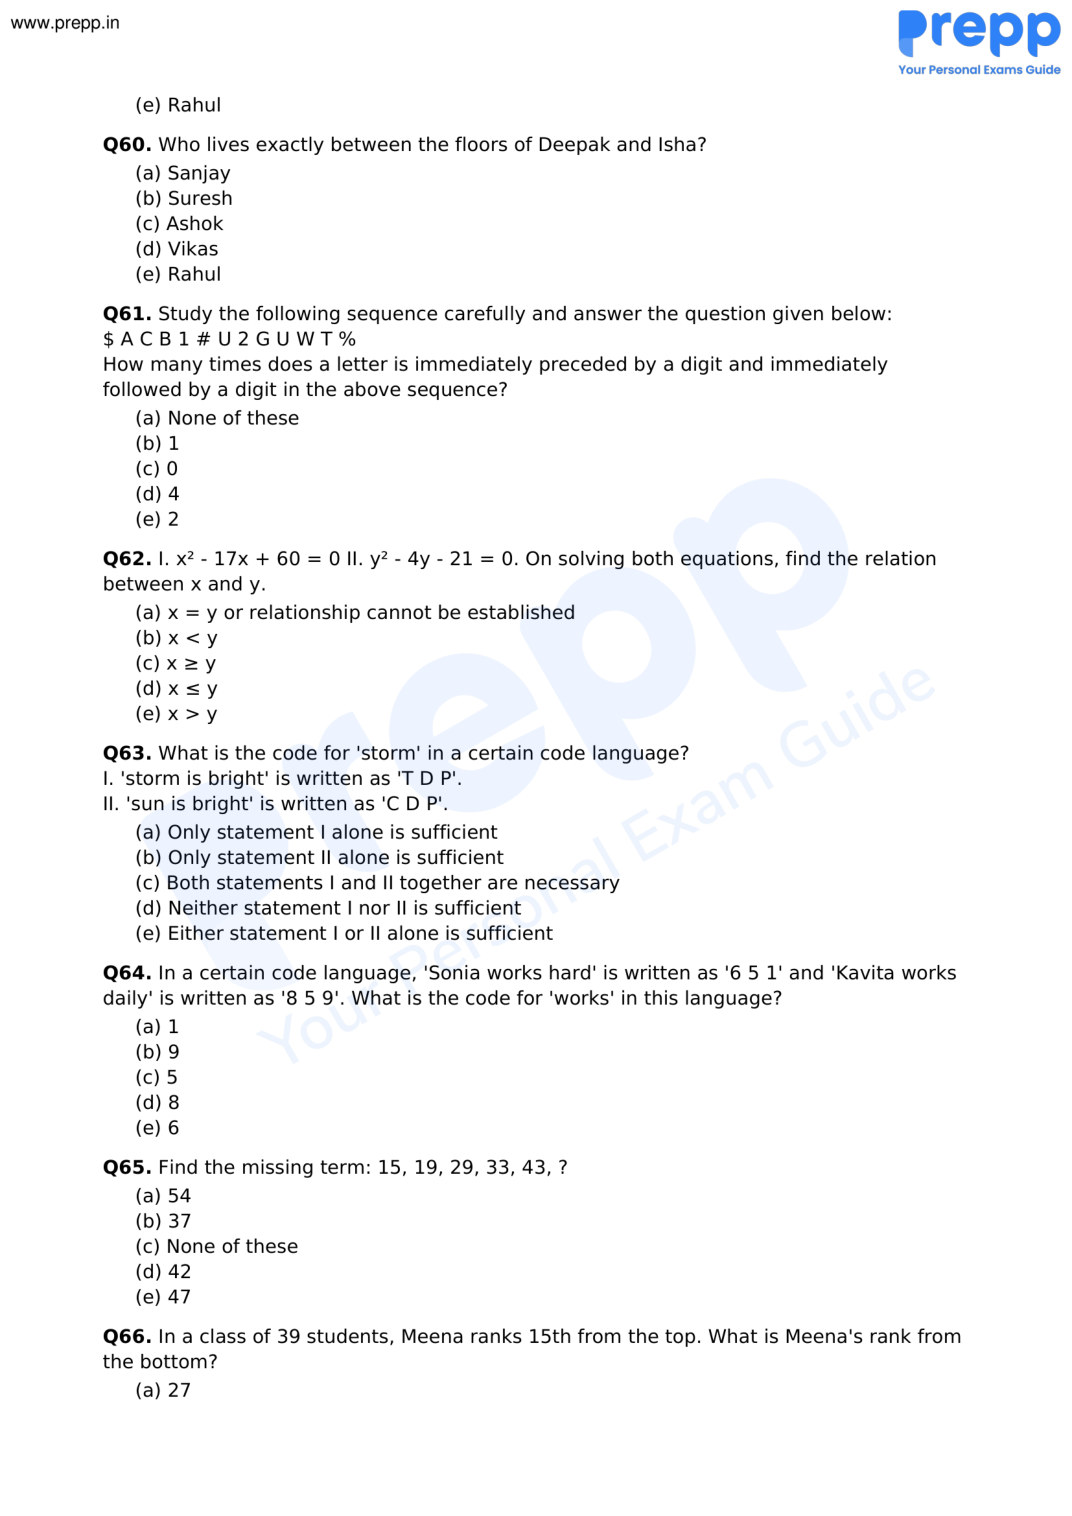 www.prepp.in
Prepp
Your Personal Exams Guide
(e) Rahul
Q60. Who lives exactly between the floors of Deepak and Isha?
(a) Sanjay
(b) Suresh
(c) Ashok
(d) Vikas
(e) Rahul
Q61. Study the following sequence carefully and answer the question given below:
$ A C B 1 # U 2 G U W T %
How many times does a letter is immediately preceded by a digit and immediately
followed by a digit in the above sequence?
(a) None of these
(b) 1
(c) 0
(d) 4
(e) 2
Q62. I. x² - 17x + 60 = 0 II. y² - 4y - 21 = 0. On solving both equations, find the relation
between x and y.
(a) x = y or relationship cannot be established
(b) x < y
(c) x ≥ y
(d) x ≤ y
(e) x > y
Q63. What is the code for 'storm' in a certain code language?
I. 'storm is bright' is written as 'T D P'.
II. 'sun is bright' is written as 'C D P'.
(a) Only statement I alone is sufficient
(b) Only statement II alone is sufficient
(c) Both statements I and II together are necessary
(d) Neither statement I nor II is sufficient
(e) Either statement I or II alone is sufficient
Q64. In a certain code language, 'Sonia works hard' is written as '6 5 1' and 'Kavita works
daily' is written as '8 5 9'. What is the code for 'works' in this language?
(a) 1
(b) 9
(c) 5
(d) 8
(e) 6
Q65. Find the missing term: 15, 19, 29, 33, 43, ?
(a) 54
(b) 37
(c) None of these
(d) 42
(e) 47
Q66. In a class of 39 students, Meena ranks 15th from the top. What is Meena's rank from
the bottom?
(a) 27
prepp
Your Personal Exam Guide